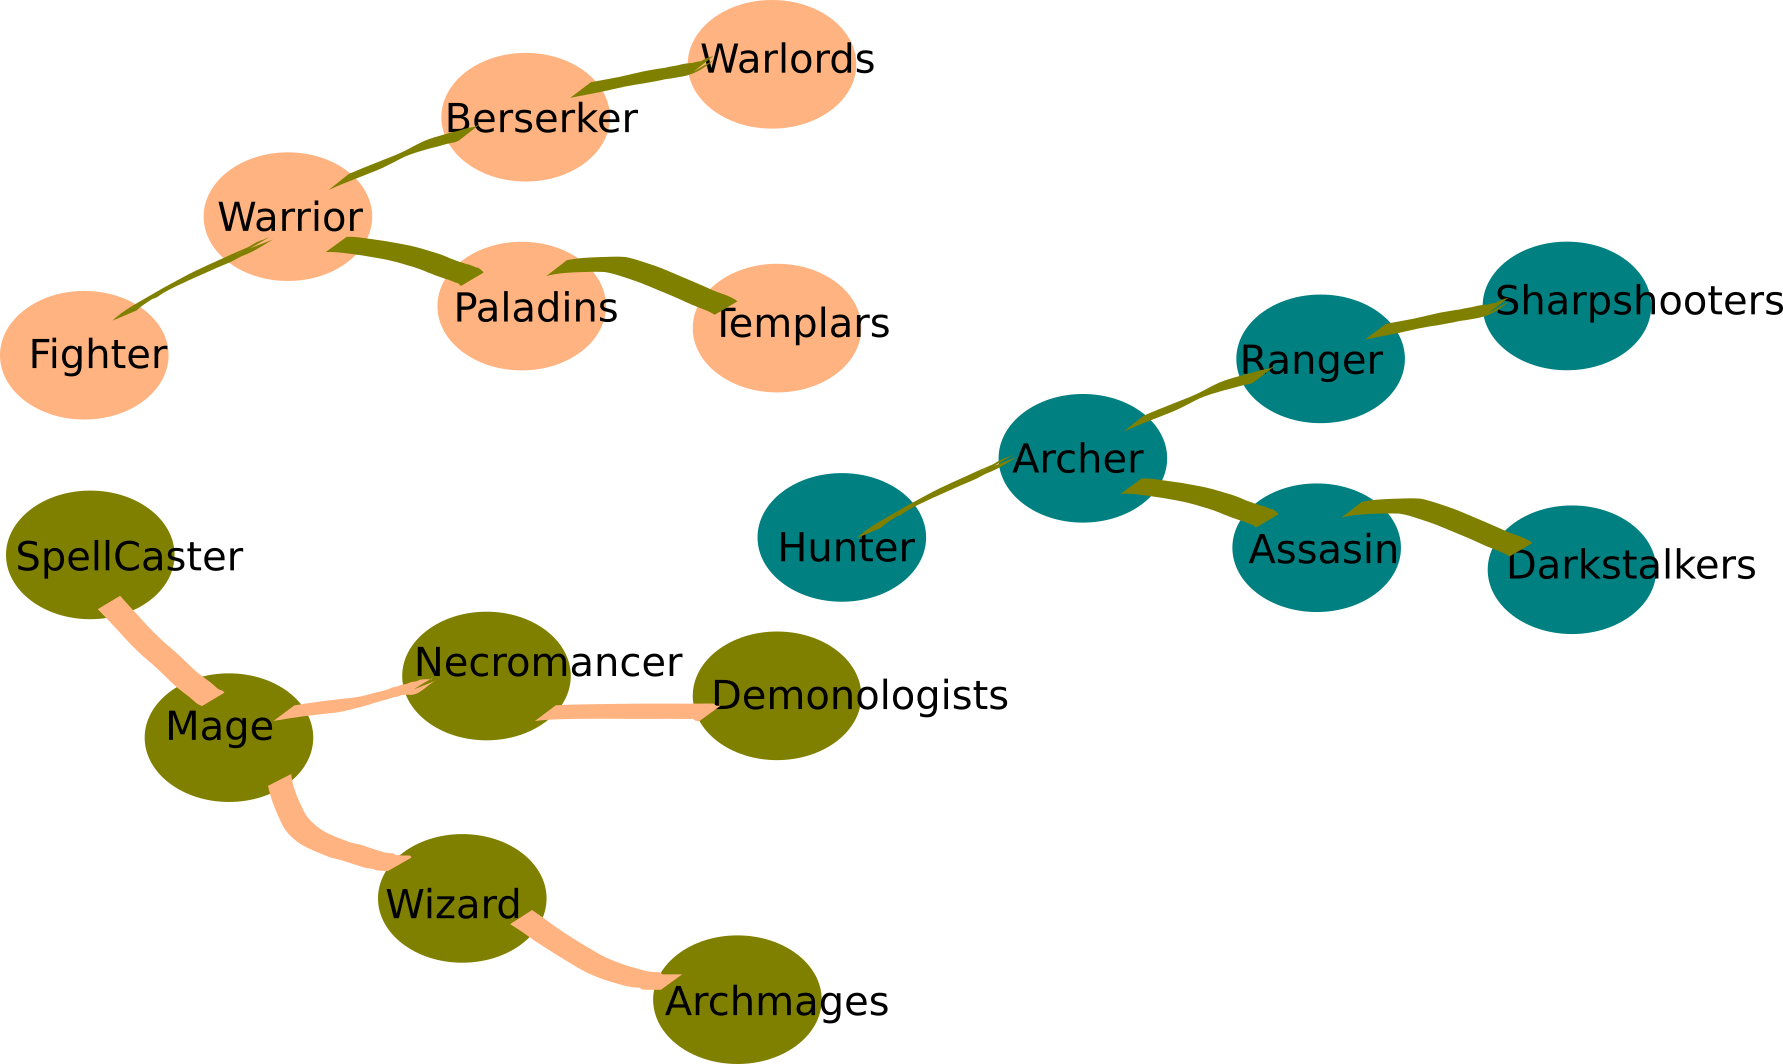 Warlords
Berserker
Warrior
Paladins
Templars
Fighter
Sharpshooters
Ranger
Archer
Hunter
Assasin
Darkstalkers
SpellCaster
Necromancer
Demonologists
Mage
Wizard
Archmages